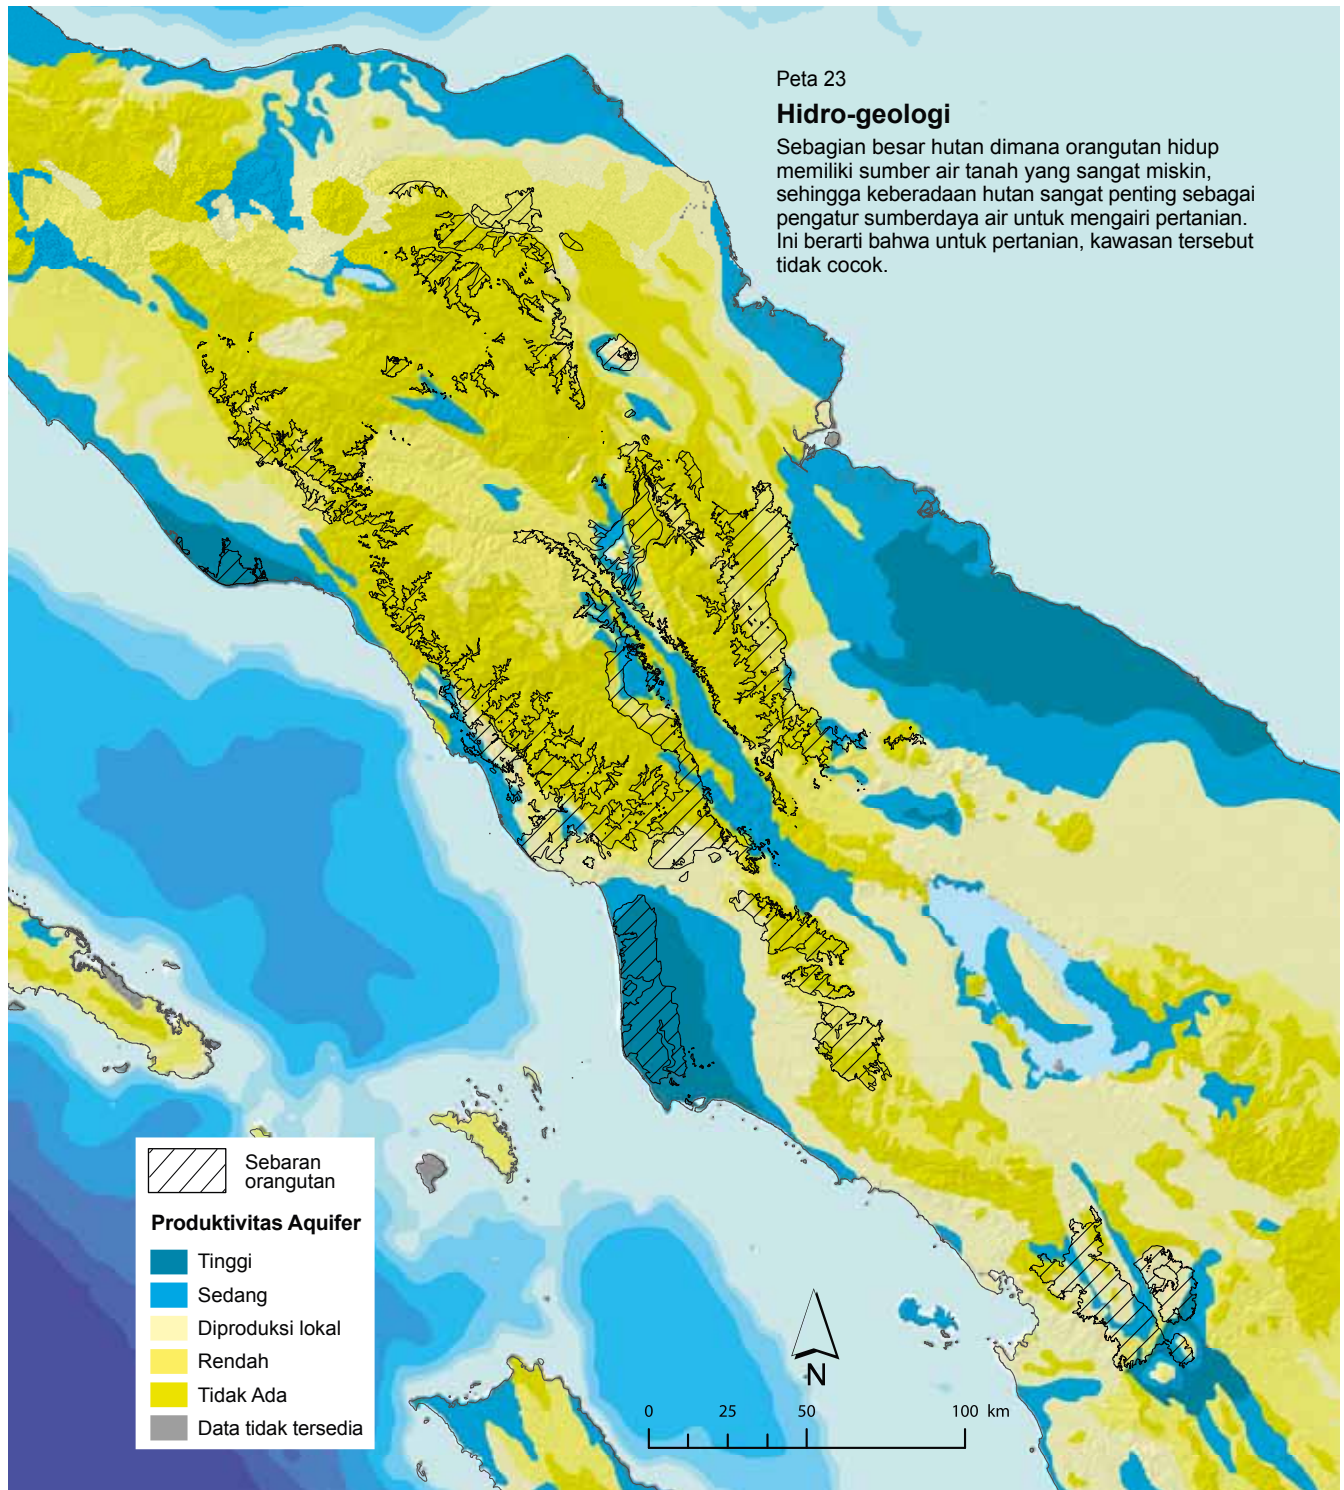 Peta 23
Hidro-geologi
Sebagian besar hutan dimana orangutan hidup
memiliki sumber air tanah yang sangat miskin,
sehingga keberadaan hutan sangat penting sebagai
pengatur sumberdaya air untuk mengairi pertanian.
Ini berarti bahwa untuk pertanian, kawasan tersebut
tidak cocok.
Sebaran
orangutan
Produktivitas Aquifer
Tinggi
Sedang
Diproduksi lokal
Rendah
Tidak Ada
Data tidak tersedia
N
0 25 50 100 km